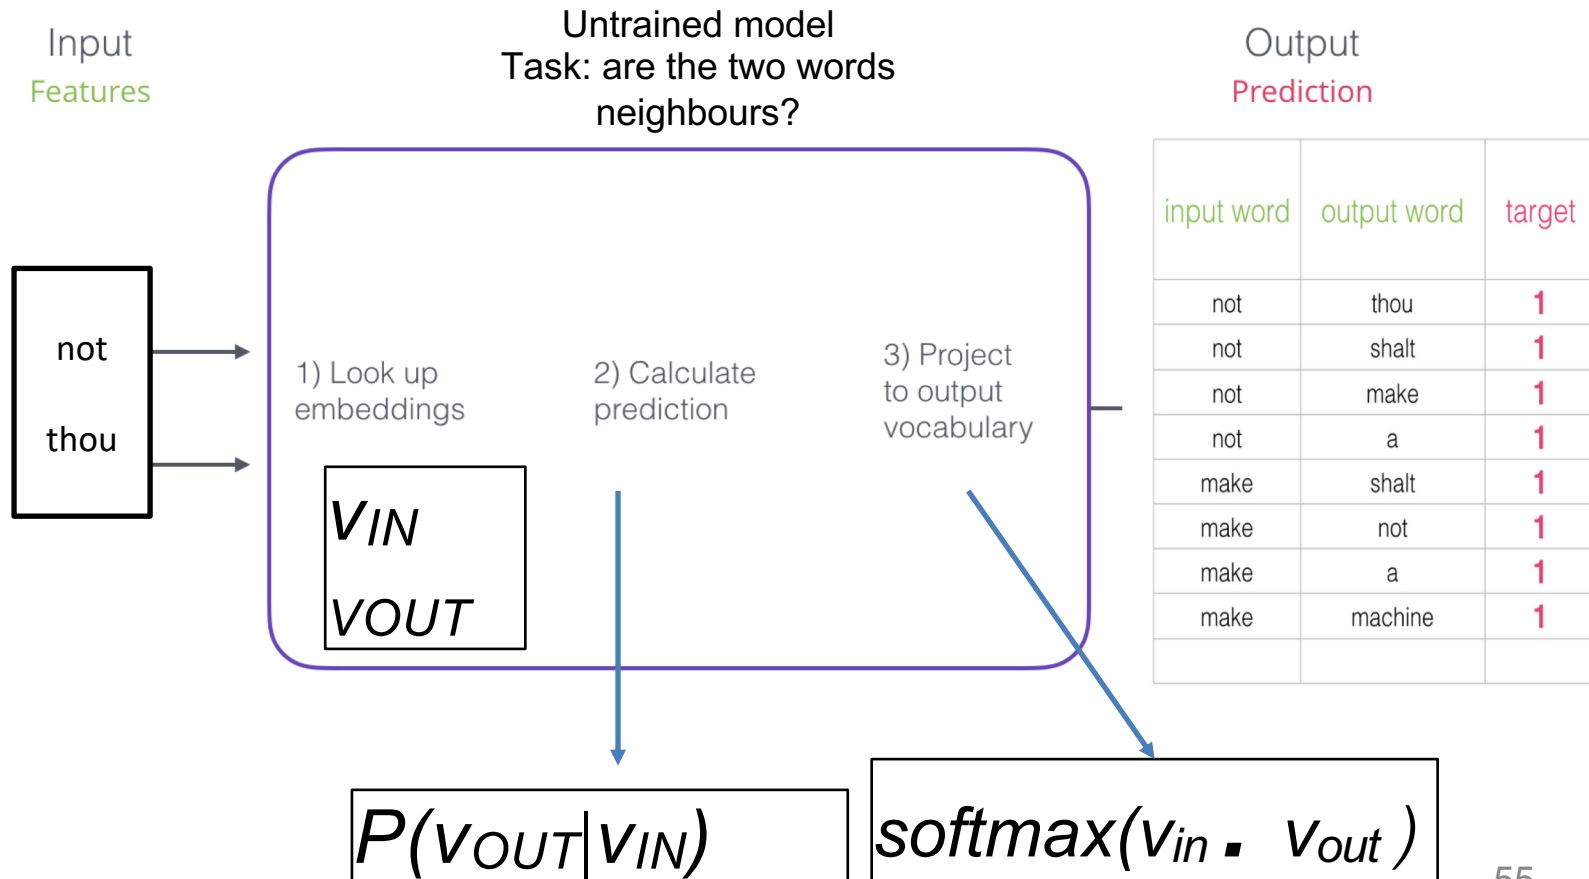 Input
Features
Untrained model
Task: are the two words
neighbours?
Output
Prediction
not
thou
1) Look up
embeddings
2) Calculate
prediction
3) Project
to output
vocabulary
VIN
VOUT
input word output word target
not thou 1
not shalt 1
not make 1
not a 1
make shalt 1
make not 1
make a 1
make machine 1
P(VOUT|VIN)
softmax(Vin . Vout )
55